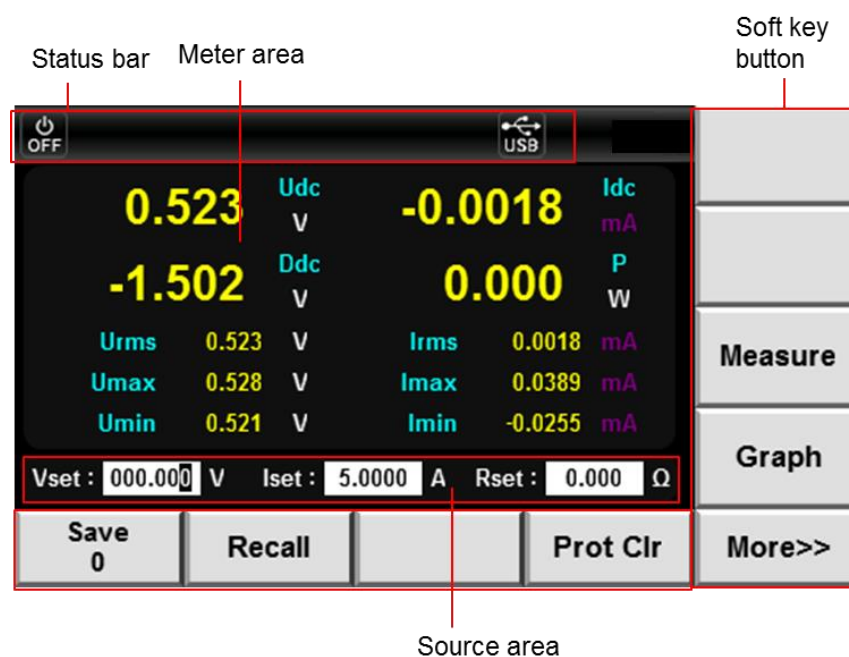 Soft key
button
Status bar Meter area
OFF USB
0.523 Udc V -0.0018 Idc mA
-1.502 Ddc V 0.000 P W
Urms 0.523 V Irms 0.0018 mA
Umax 0.528 V Imax 0.0389 mA
Umin 0.521 V Imin -0.0255 mA
Measure
Graph
Vset : 000.000 V Iset : 5.0000 A Rset : 0.000 Ω
Save
0
Recall
Prot Clr
More>>
Source area